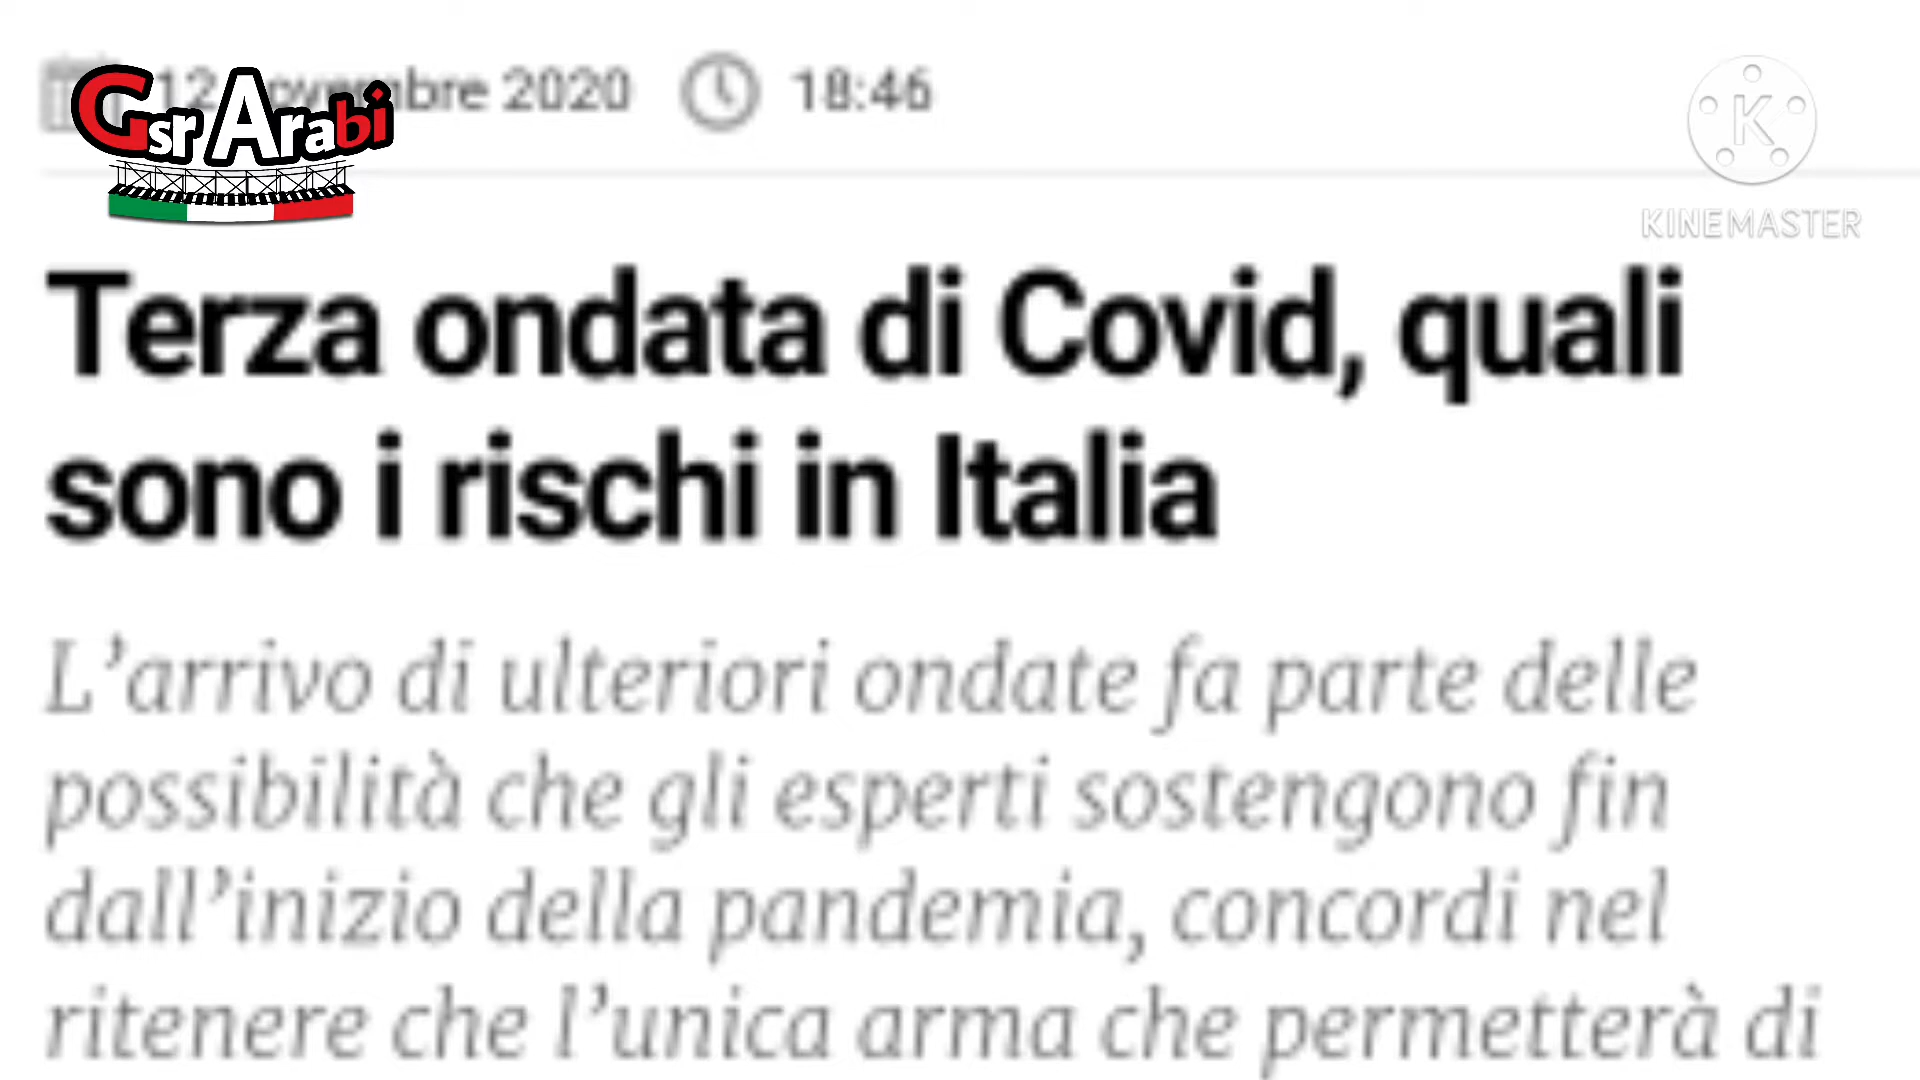 12 novembre 2020 18:46
Gsr Arabi
KINEMASTER
Terza ondata di Covid, quali
sono i rischi in Italia
L’arrivo di ulteriori ondate fa parte delle
possibilità che gli esperti sostengono fin
dall’inizio della pandemia, concordi nel
ritenere che l’unica arma che permetterà di